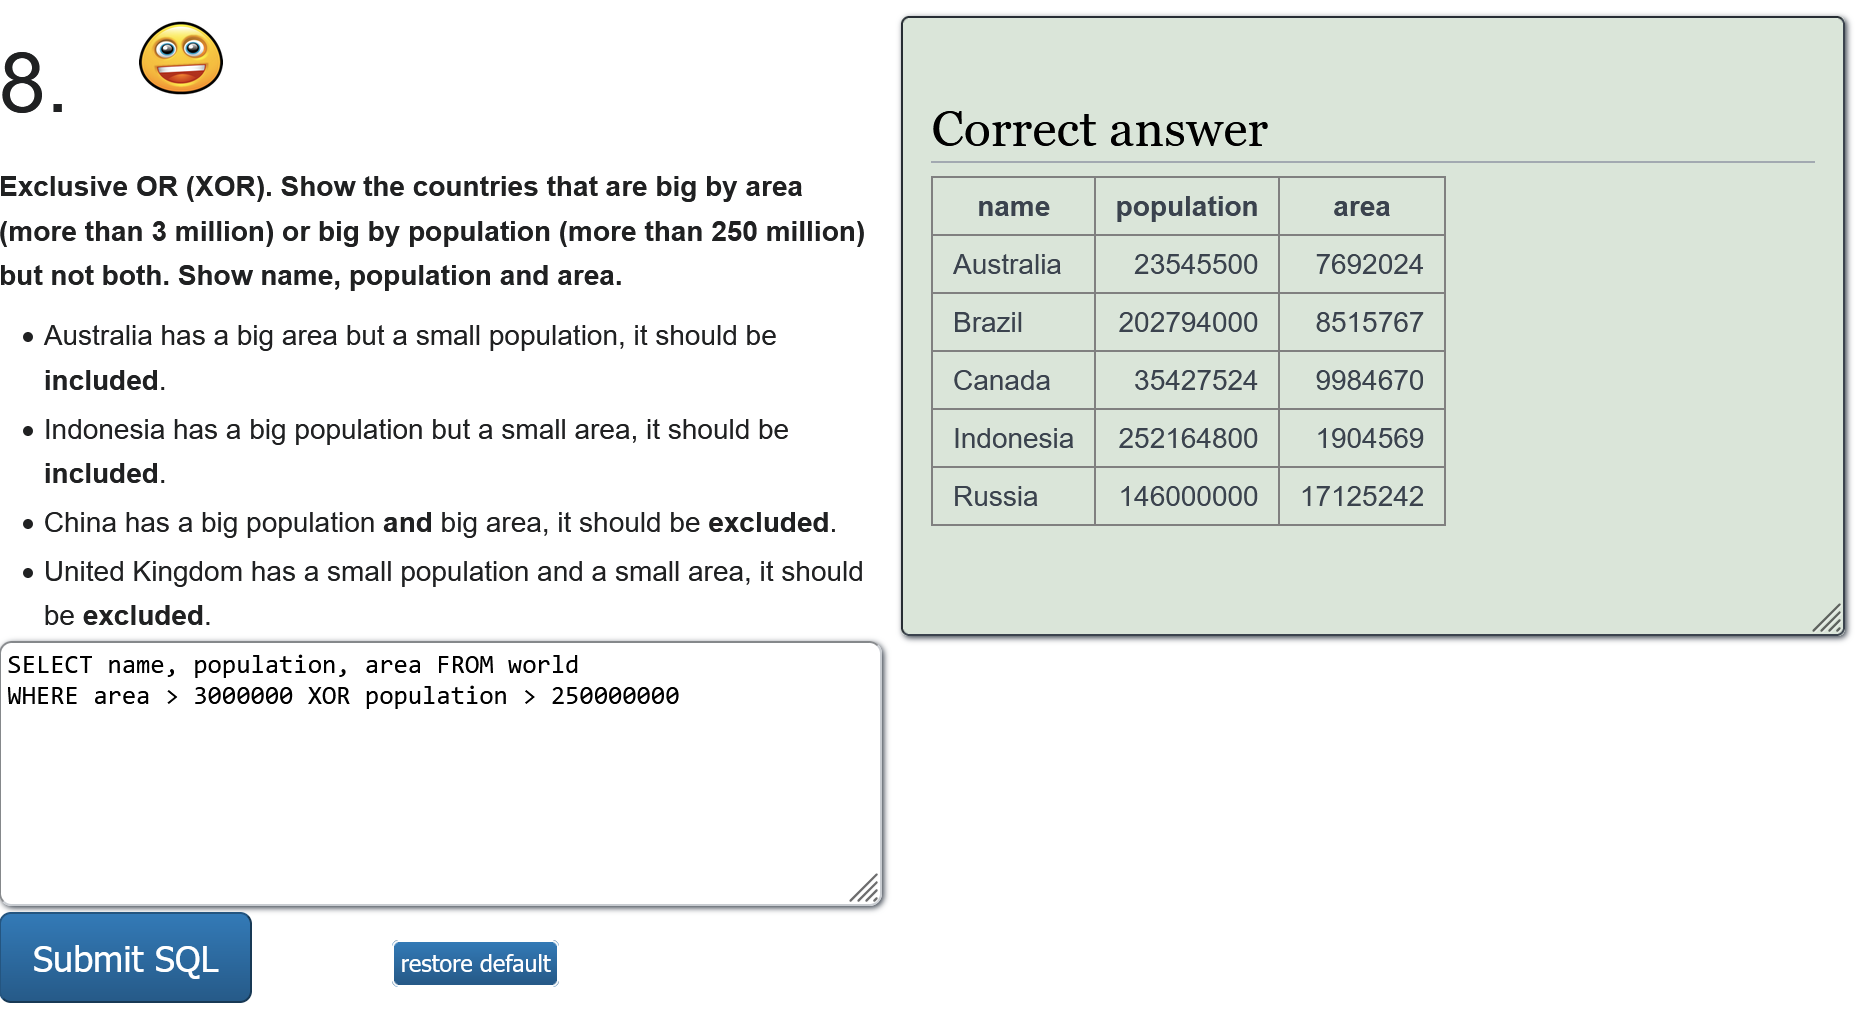 8.
Exclusive OR (XOR). Show the countries that are big by area
(more than 3 million) or big by population (more than 250 million)
but not both. Show name, population and area.
• Australia has a big area but a small population, it should be
included.
• Indonesia has a big population but a small area, it should be
included.
• China has a big population and big area, it should be excluded.
• United Kingdom has a small population and a small area, it should
be excluded.
SELECT name, population, area FROM world
WHERE area > 3000000 XOR population > 250000000
Submit SQL
restore default
Correct answer
name population area
Australia 23545500 7692024
Brazil 202794000 8515767
Canada 35427524 9984670
Indonesia 252164800 1904569
Russia 146000000 17125242